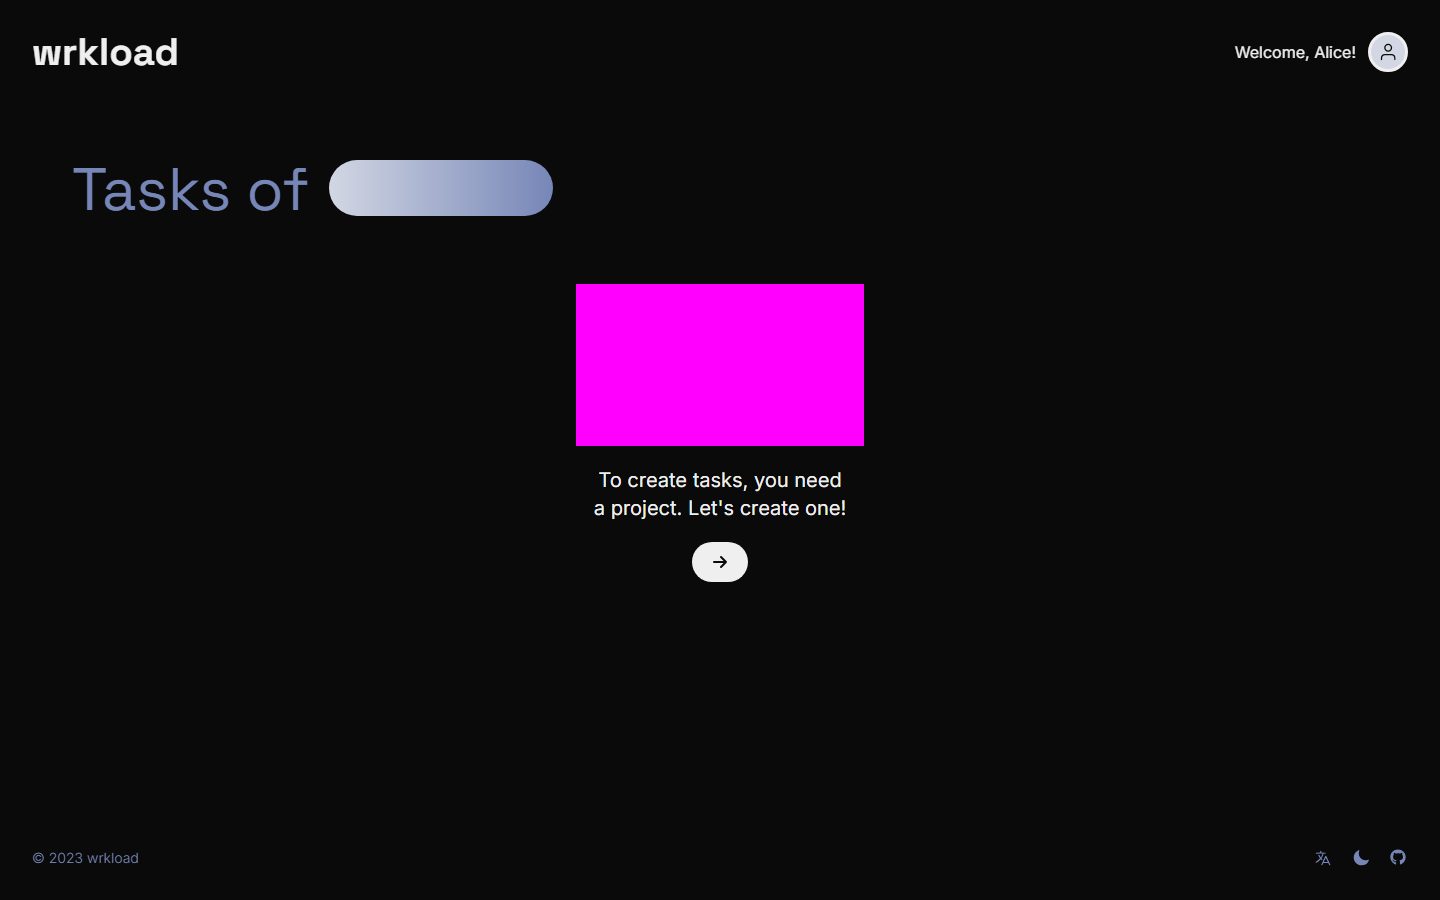 wrkload
Welcome, Alice!
Tasks of
To create tasks, you need
a project. Let's create one!
© 2023 wrkload